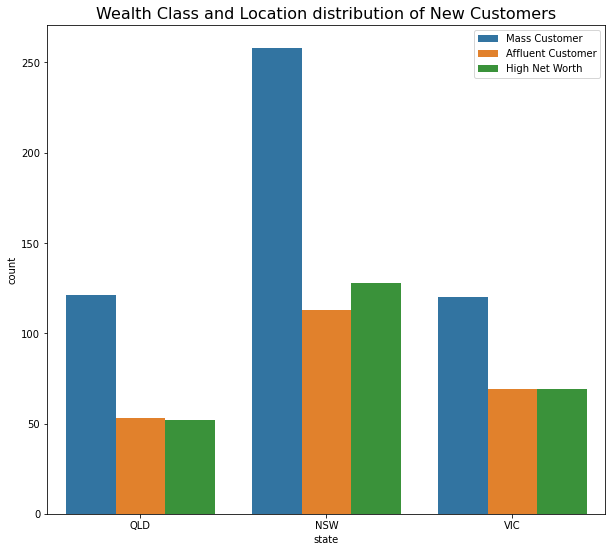 Wealth Class and Location distribution of New Customers
Mass Customer
Affluent Customer
High Net Worth
250
200
150
100
50
0
count
QLD
NSW
VIC
state